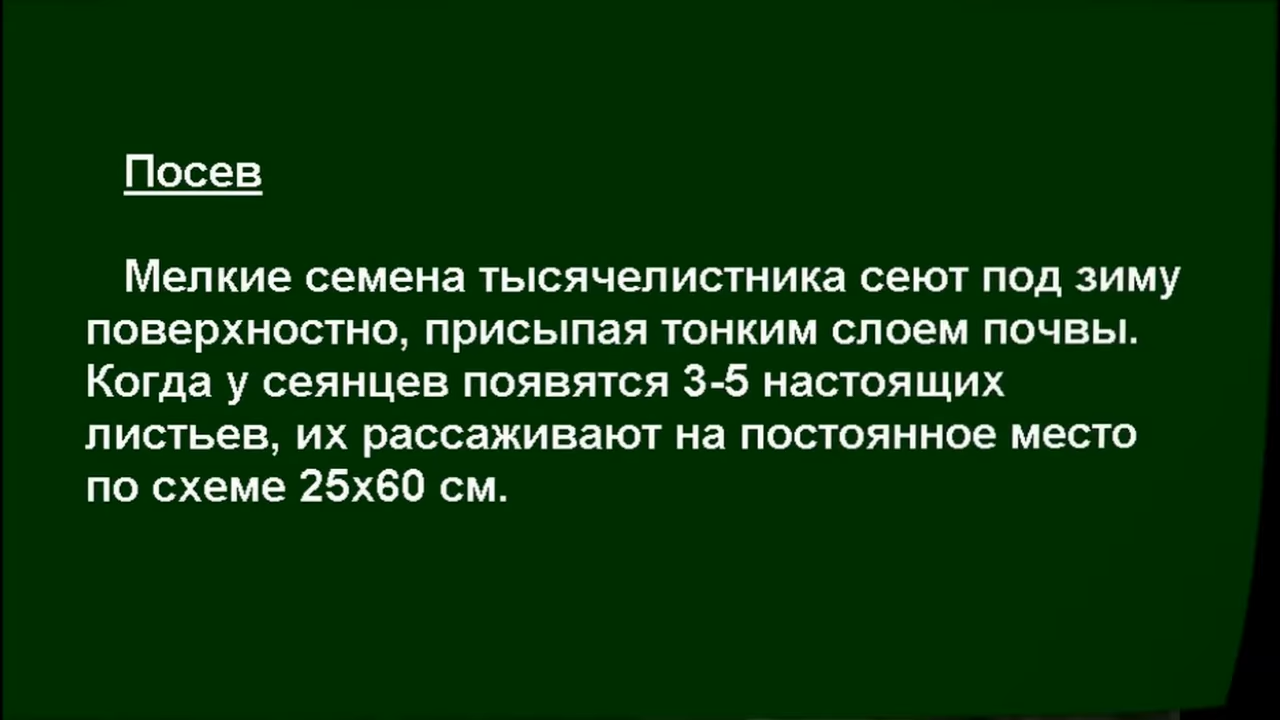 Посев
Мелкие семена тысячелистника сеют под зиму
поверхностно, присыпая тонким слоем почвы.
Когда у сеянцев появятся 3-5 настоящих
листьев, их рассаживают на постоянное место
по схеме 25х60 см.